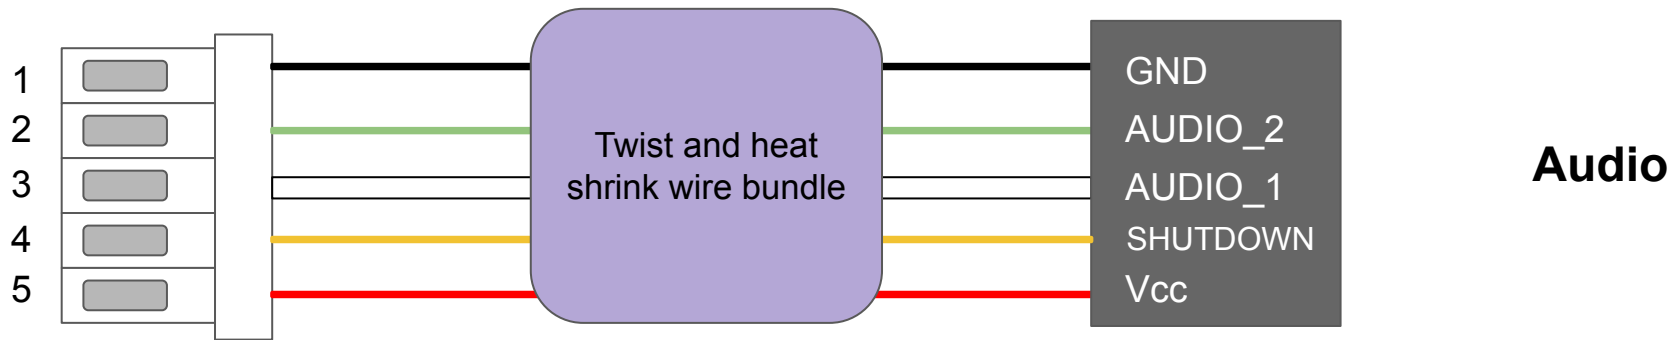 1
2
3
4
5
Twist and heat
shrink wire bundle
GND
AUDIO_2
AUDIO_1
SHUTDOWN
Vcc
Audio